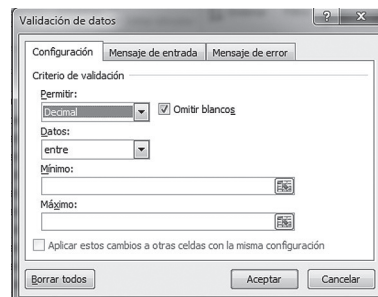 Validación de datos
Configuración Mensaje de entrada Mensaje de error
Criterio de validación
Permitir:
Decimal Omitir blancos
Datos:
entre
Mínimo:
Máximo:
Aplicar estos cambios a otras celdas con la misma configuración
Borrar todos Aceptar Cancelar